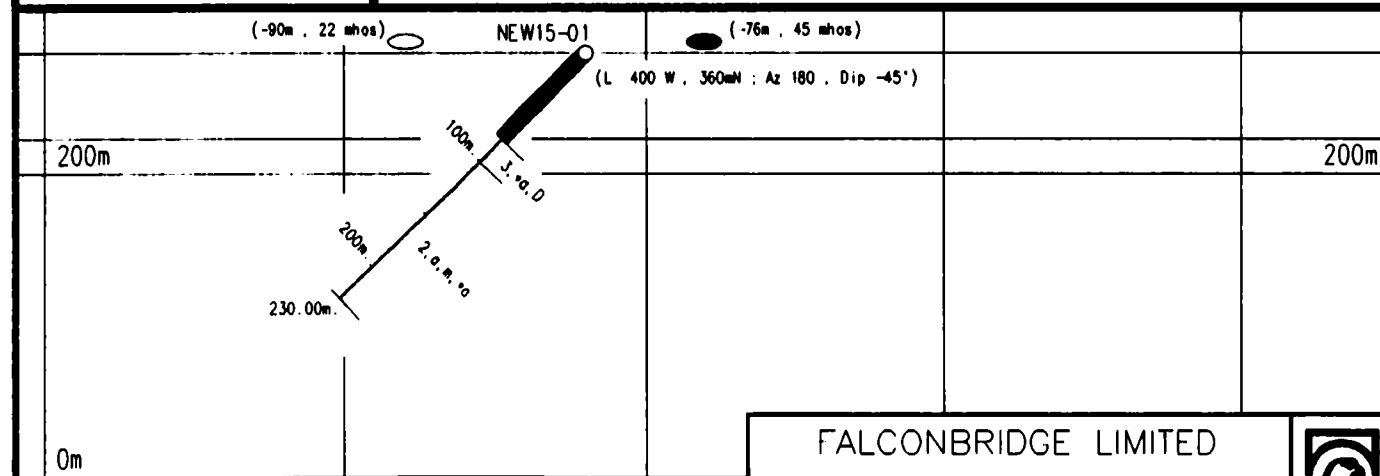 (-90m , 22 mhos)
NEW15-01
(-76m , 45 mhos)
(L 400 W , 360mN ; Az 180 , Dip -45°)
200m
200m
100m.
3, va, D
200m.
2, a, m, va
230.00m.
0m
FALCONBRIDGE LIMITED